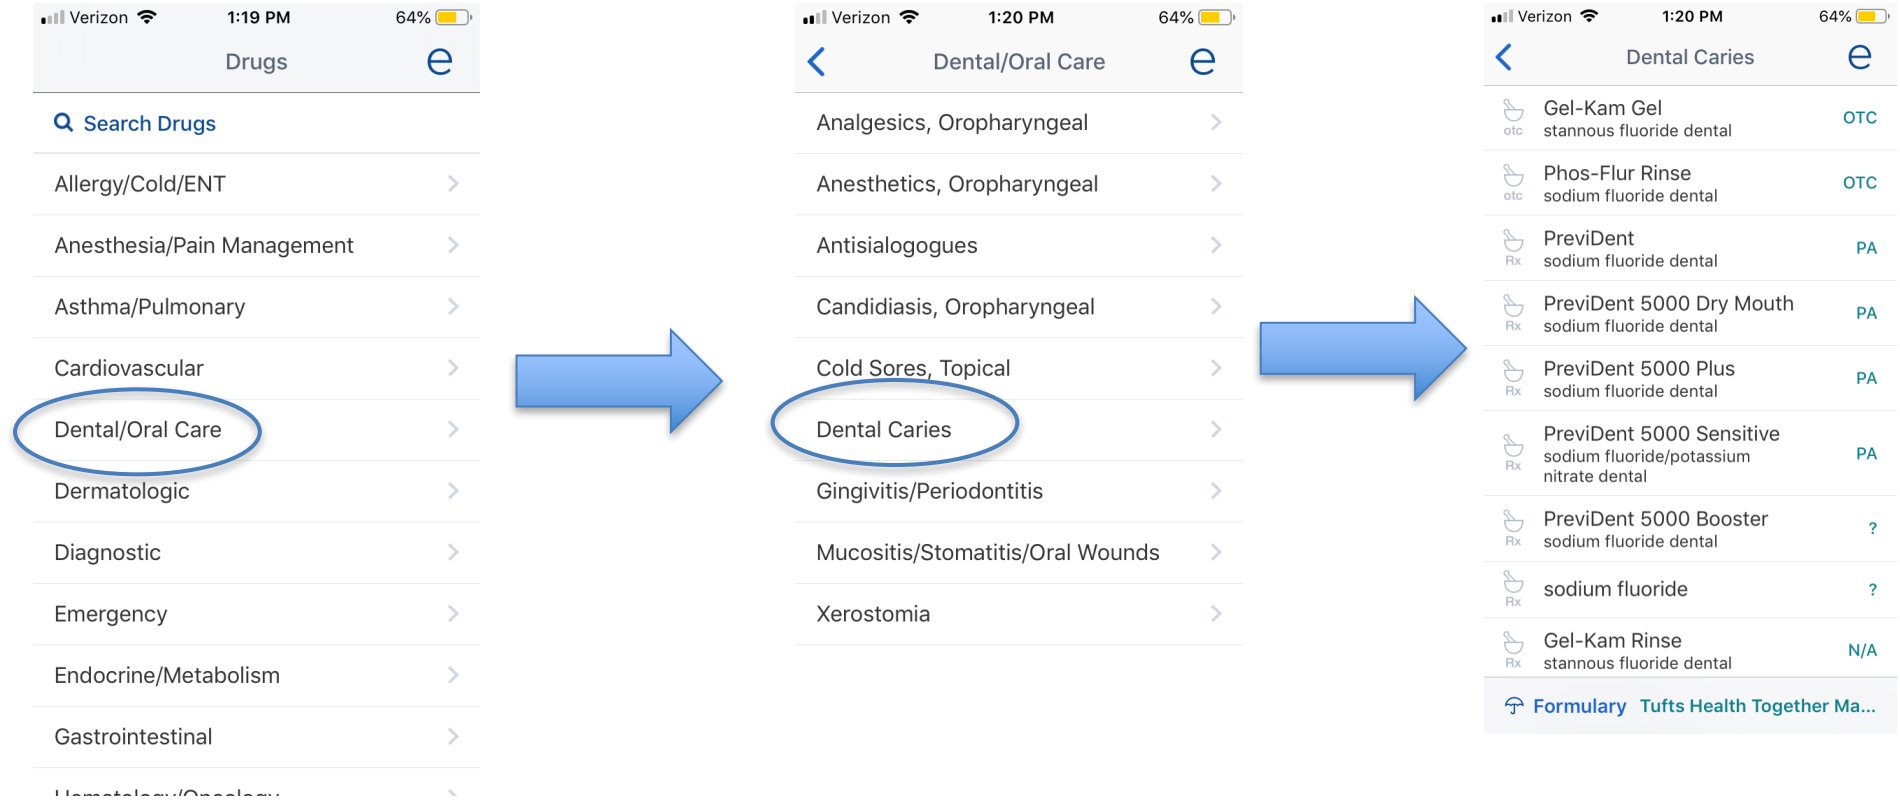 Verizon 1:19 PM 64%
Drugs e
Search Drugs
Allergy/Cold/ENT
Anesthesia/Pain Management
Asthma/Pulmonary
Cardiovascular
Dental/Oral Care
Dermatologic
Diagnostic
Emergency
Endocrine/Metabolism
Gastrointestinal
Verizon 1:20 PM 64%
Dental/Oral Care e
Analgesics, Oropharyngeal
Anesthetics, Oropharyngeal
Antisialogogues
Candidiasis, Oropharyngeal
Cold Sores, Topical
Dental Caries
Gingivitis/Periodontitis
Mucositis/Stomatitis/Oral Wounds
Xerostomia
Verizon 1:20 PM 64%
Dental Caries e
Gel-Kam Gel
otc stannous fluoride dental OTC
Phos-Flur Rinse
otc sodium fluoride dental OTC
PreviDent
Rx sodium fluoride dental PA
PreviDent 5000 Dry Mouth
Rx sodium fluoride dental PA
PreviDent 5000 Plus
Rx sodium fluoride dental PA
PreviDent 5000 Sensitive
Rx sodium fluoride/potassium PA
nitrate dental
PreviDent 5000 Booster
Rx sodium fluoride dental ?
Rx sodium fluoride ?
Gel-Kam Rinse
Rx stannous fluoride dental N/A
Formulary Tufts Health Together Ma...